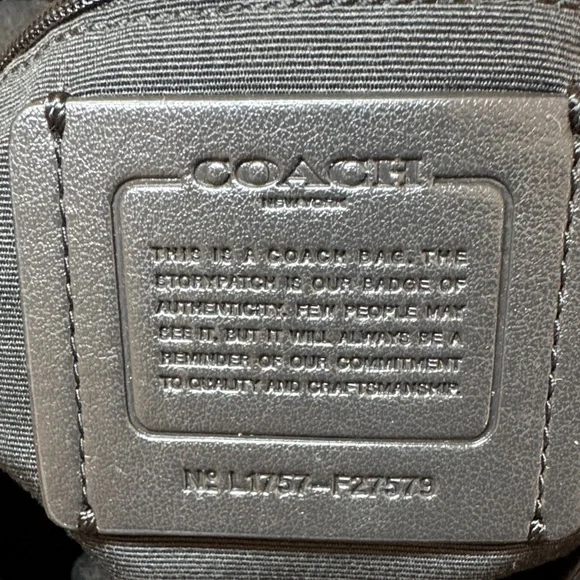 COACH
NEW YORK
THIS IS A COACH BAG. THE
STORYPATCH IS OUR BADGE OF
AUTHENTICITY. FEW PEOPLE MAY
SEE IT, BUT IT WILL ALWAYS BE A
REMINDER OF OUR COMMITMENT
TO QUALITY AND CRAFTSMANSHIP.
Nº L1757-F27579